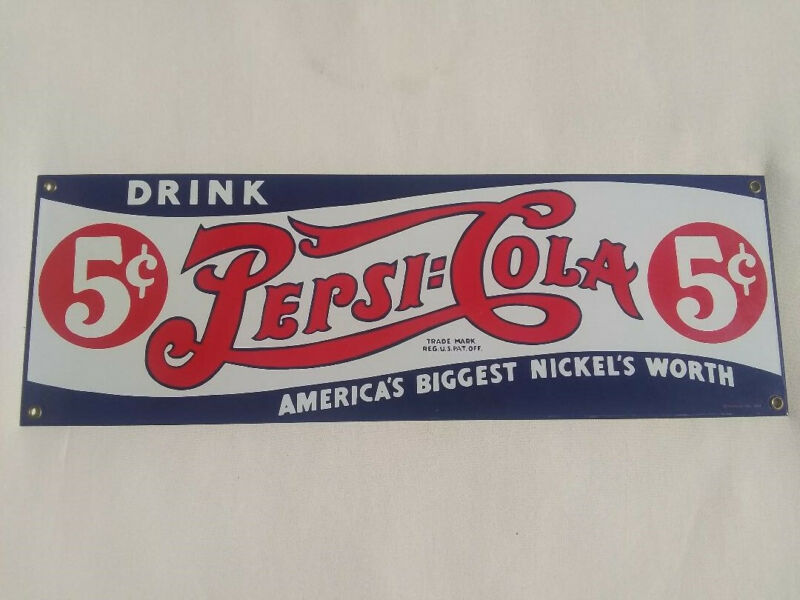 DRINK
5¢ PEPSI=COLA 5¢
TRADE MARK
REG. U.S. PAT. OFF.
AMERICA'S BIGGEST NICKEL'S WORTH